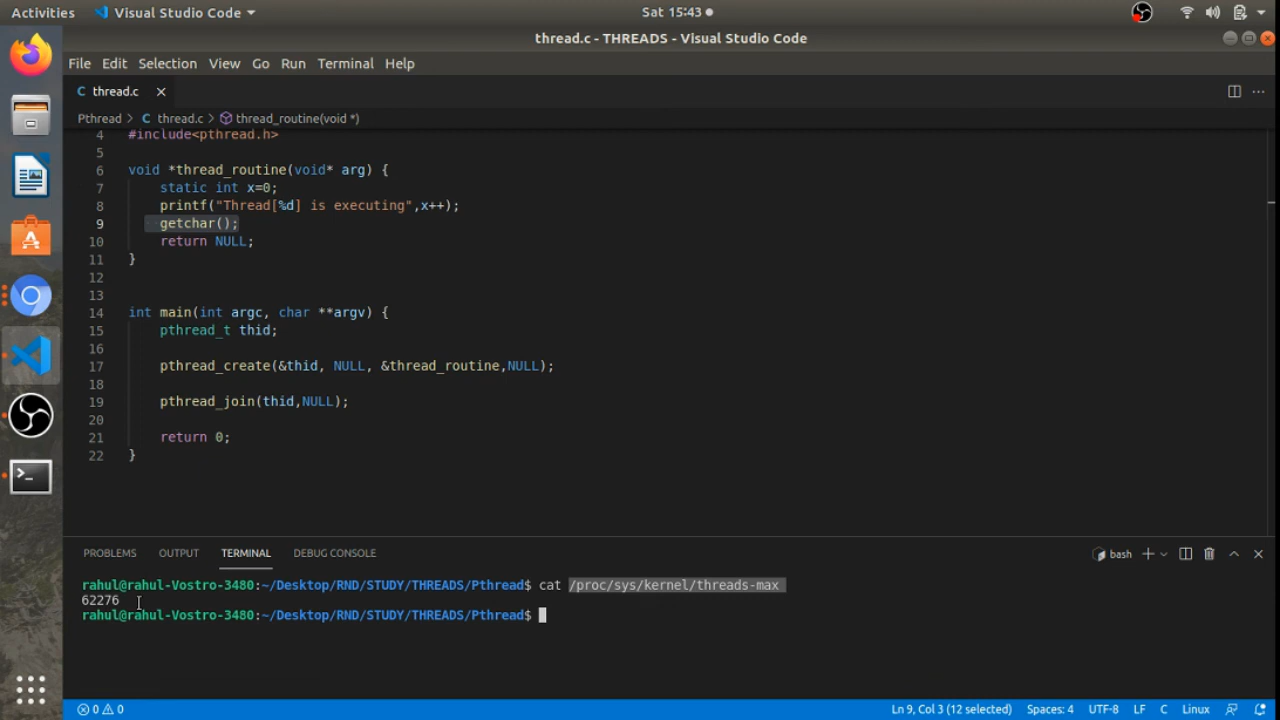 Activities Visual Studio Code Sat 15:43
thread.c - THREADS - Visual Studio Code
File Edit Selection View Go Run Terminal Help
C thread.c
Pthread > C thread.c > thread_routine(void *)
4 #include<pthread.h>
5
6 void *thread_routine(void* arg) {
7 static int x=0;
8 printf("Thread[%d] is executing",x++);
9 getchar();
10 return NULL;
11 }
12
13
14 int main(int argc, char **argv) {
15 pthread_t thid;
16
17 pthread_create(&thid, NULL, &thread_routine,NULL);
18
19 pthread_join(thid,NULL);
20
21 return 0;
22 }
PROBLEMS OUTPUT TERMINAL DEBUG CONSOLE bash
rahul@rahul-Vostro-3480:~/Desktop/RND/STUDY/THREADS/Pthread$ cat /proc/sys/kernel/threads-max
62276
rahul@rahul-Vostro-3480:~/Desktop/RND/STUDY/THREADS/Pthread$
0 0 Ln 9, Col 3 (12 selected) Spaces: 4 UTF-8 LF C Linux